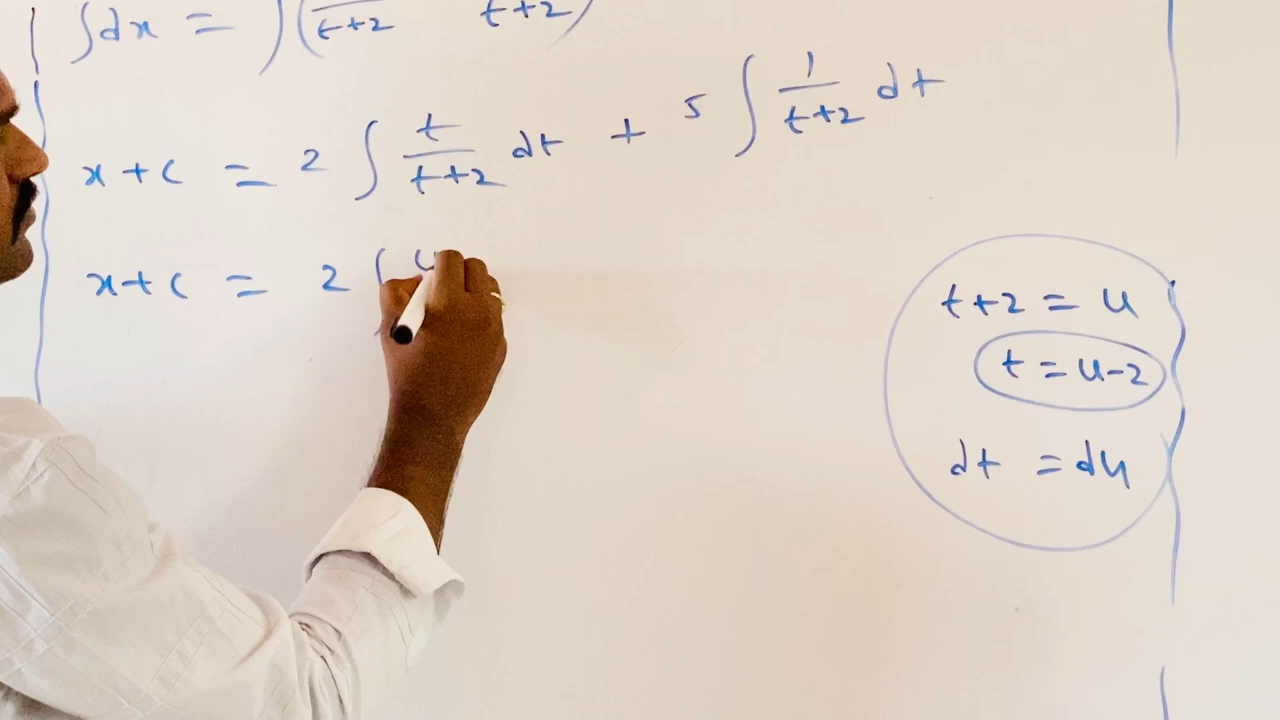 ∫dx = ∫( /t+2 /t+2)
x+c = 2 ∫ t/t+2 dt + 5 ∫ 1/t+2 dt
x+c = 2 ∫ u
t+2 = u
t = u-2
dt = du